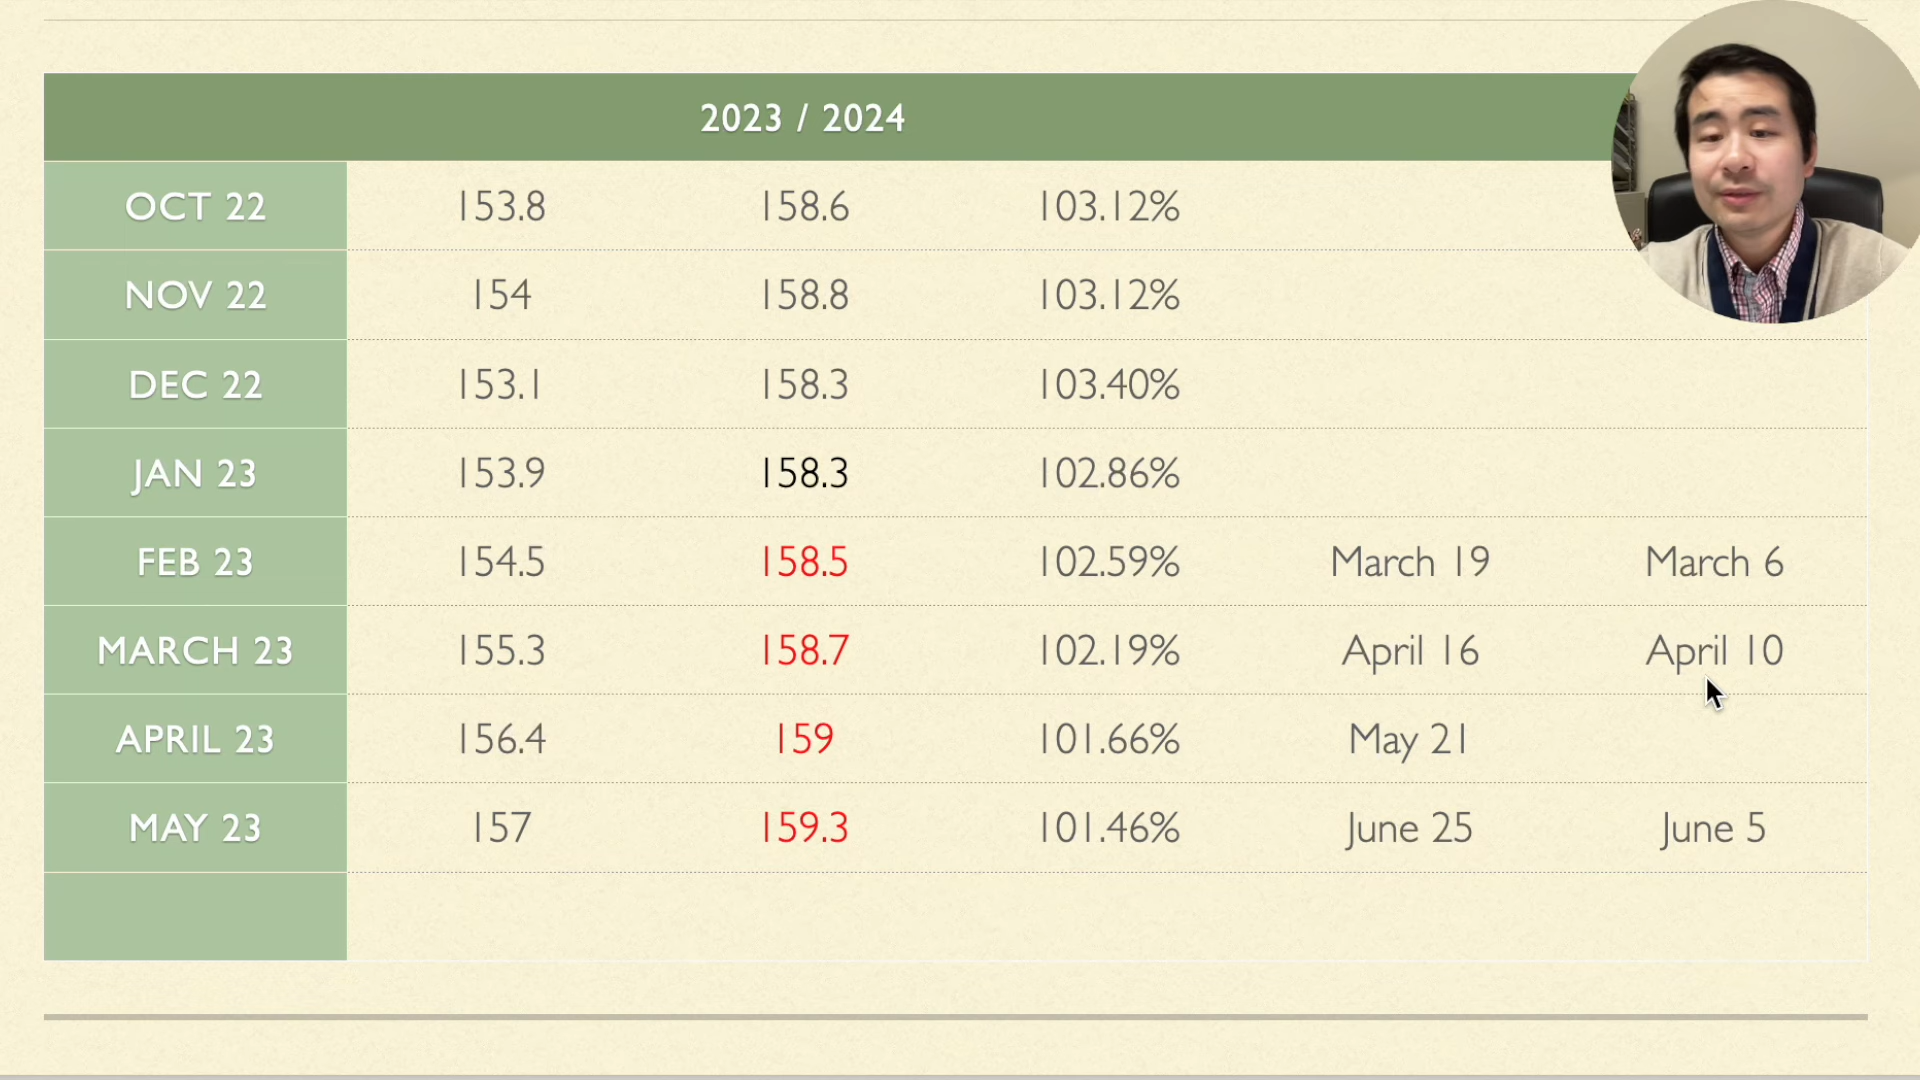 2023 / 2024
OCT 22 153.8 158.6 103.12%
NOV 22 154 158.8 103.12%
DEC 22 153.1 158.3 103.40%
JAN 23 153.9 158.3 102.86%
FEB 23 154.5 158.5 102.59% March 19 March 6
MARCH 23 155.3 158.7 102.19% April 16 April 10
APRIL 23 156.4 159 101.66% May 21
MAY 23 157 159.3 101.46% June 25 June 5